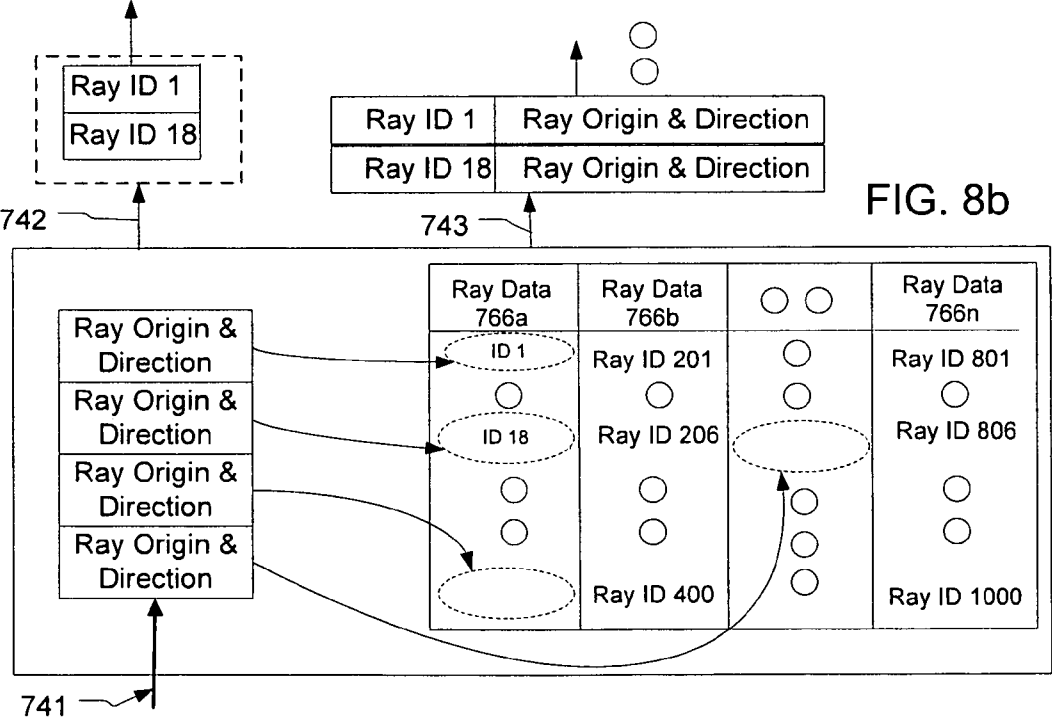 Ray ID 1
Ray ID 18
Ray ID 1 Ray Origin & Direction
Ray ID 18 Ray Origin & Direction
FIG. 8b
742
743
Ray Origin &
Direction
Ray Origin &
Direction
Ray Origin &
Direction
Ray Origin &
Direction
Ray Data
766a
ID 1
ID 18
Ray Data
766b
Ray ID 201
Ray ID 206
Ray ID 400
Ray Data
766n
Ray ID 801
Ray ID 806
Ray ID 1000
741